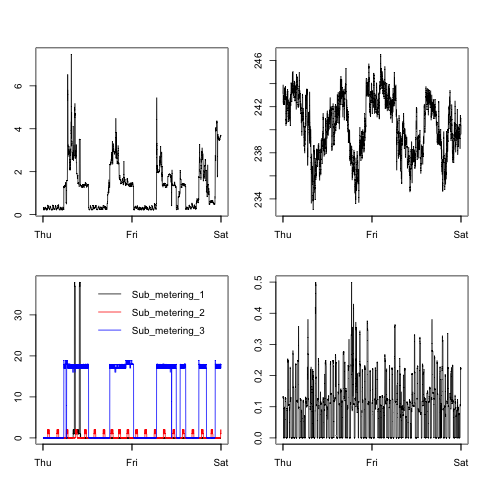 6
4
2
0
Thu Fri Sat
246
242
238
234
Thu Fri Sat
30
20
10
0
Sub_metering_1
Sub_metering_2
Sub_metering_3
Thu Fri Sat
0.5
0.4
0.3
0.2
0.1
0.0
Thu Fri Sat